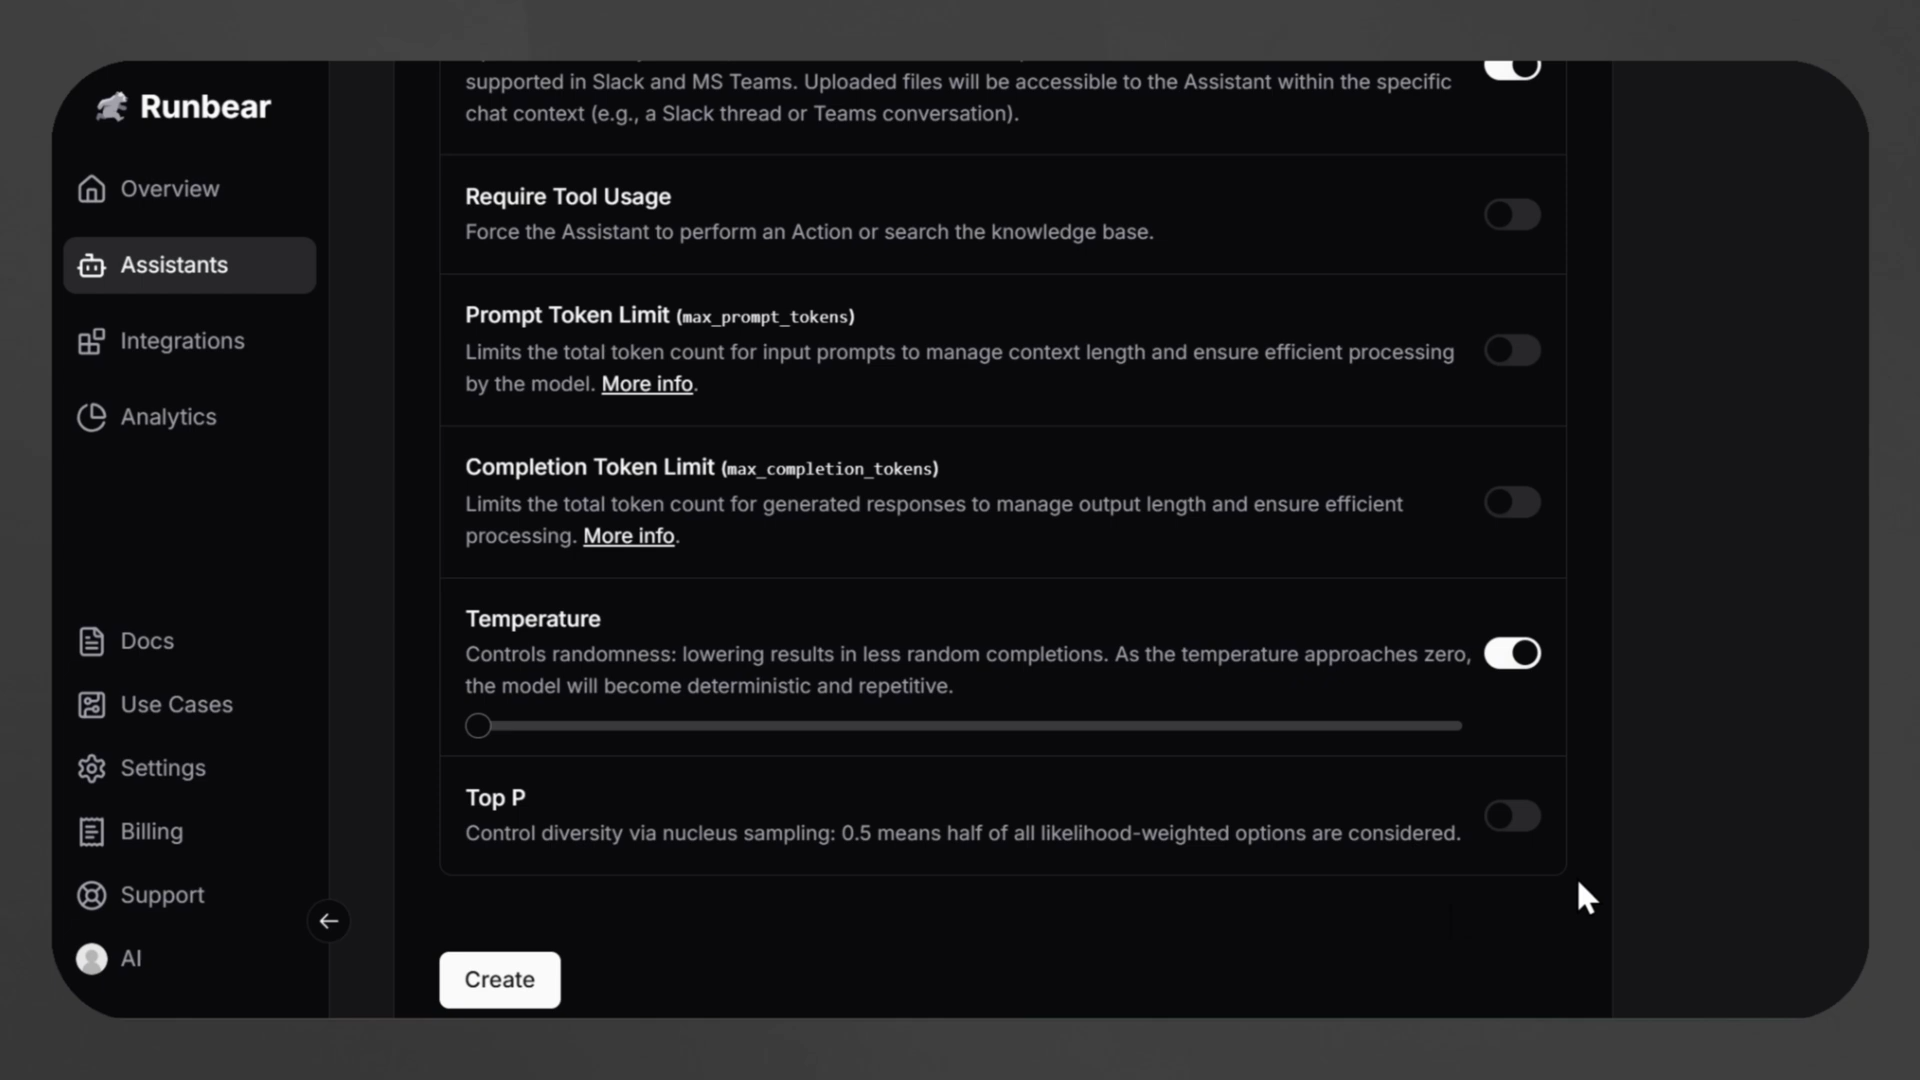 Runbear
Overview
Assistants
Integrations
Analytics
Docs
Use Cases
Settings
Billing
Support
AI
supported in Slack and MS Teams. Uploaded files will be accessible to the Assistant within the specific
chat context (e.g., a Slack thread or Teams conversation).
Require Tool Usage
Force the Assistant to perform an Action or search the knowledge base.
Prompt Token Limit (max_prompt_tokens)
Limits the total token count for input prompts to manage context length and ensure efficient processing
by the model. More info.
Completion Token Limit (max_completion_tokens)
Limits the total token count for generated responses to manage output length and ensure efficient
processing. More info.
Temperature
Controls randomness: lowering results in less random completions. As the temperature approaches zero,
the model will become deterministic and repetitive.
Top P
Control diversity via nucleus sampling: 0.5 means half of all likelihood-weighted options are considered.
Create